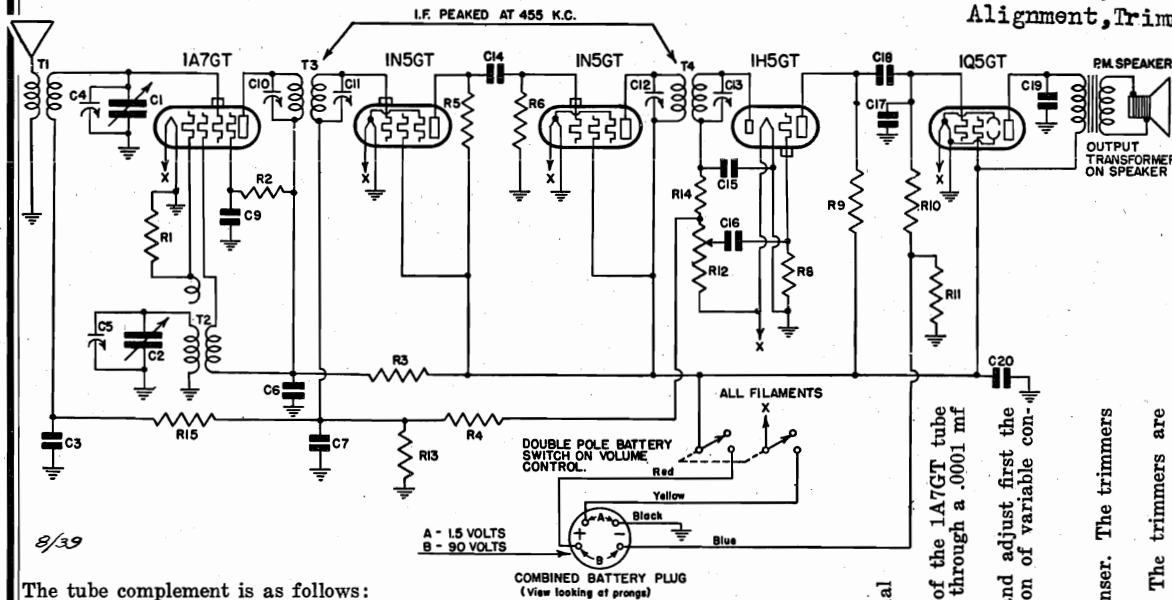 Alignment, Trim
I.F. PEAKED AT 455 K.C.
T1
1A7GT
T3
1N5GT
C14
1N5GT
T4
1H5GT
C18
1Q5GT
P.M. SPEAKER
C4
C1
C10
C11
R5
R6
C12
C13
C17
C19
OUTPUT
TRANSFORMER
ON SPEAKER
X
X
X
X
R2
C9
R1
R14
C15
C16
R12
R8
R9
R10
R11
X
C5
C2
T2
C6
R3
C20
ALL FILAMENTS
X
C3
R15
C7
R13
R4
DOUBLE POLE BATTERY
SWITCH ON VOLUME
CONTROL.
Red
Yellow
Black
Blue
A
+
-
B
A - 1.5 VOLTS
B - 90 VOLTS
COMBINED BATTERY PLUG
(View looking at prongs)
8/39
The tube complement is as follows:
al
of the 1A7GT tube
through a .0001 mf
nd adjust first the
on of variable con-
nser. The trimmers
The trimmers are